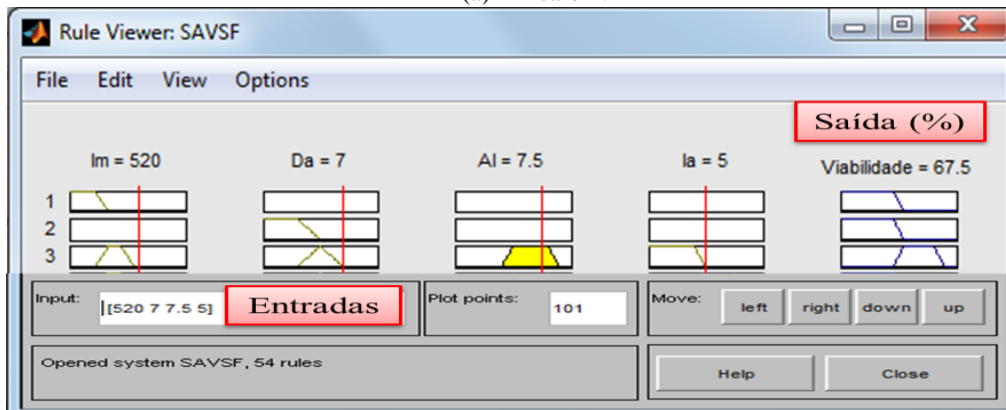 Rule Viewer: SAVSF
File Edit View Options
Saída (%)
Im = 520 Da = 7 Al = 7.5 Ia = 5 Viabilidade = 67.5
1
2
3
Input: [520 7 7.5 5] Entradas Plot points: 101 Move: left right down up
Opened system SAVSF, 54 rules Help Close